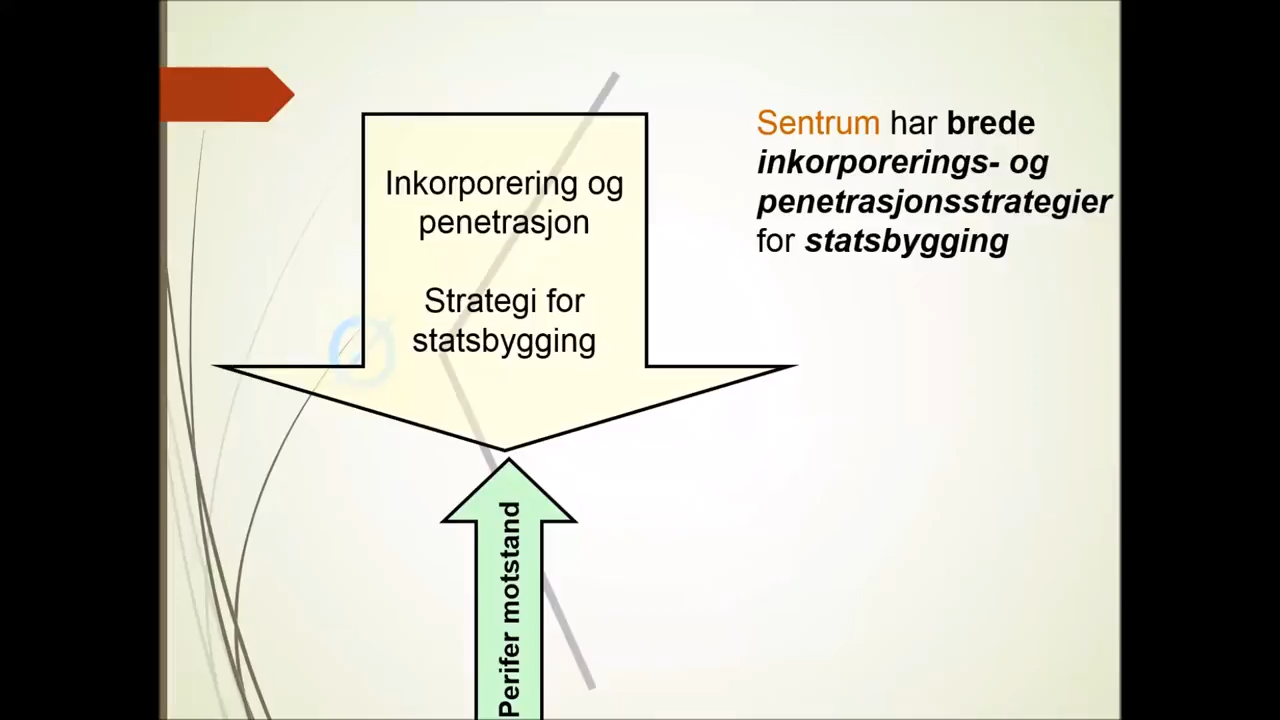 Inkorporering og
penetrasjon
Strategi for
statsbygging
Perifer motstand
Sentrum har brede
inkorporerings- og
penetrasjonsstrategier
for statsbygging